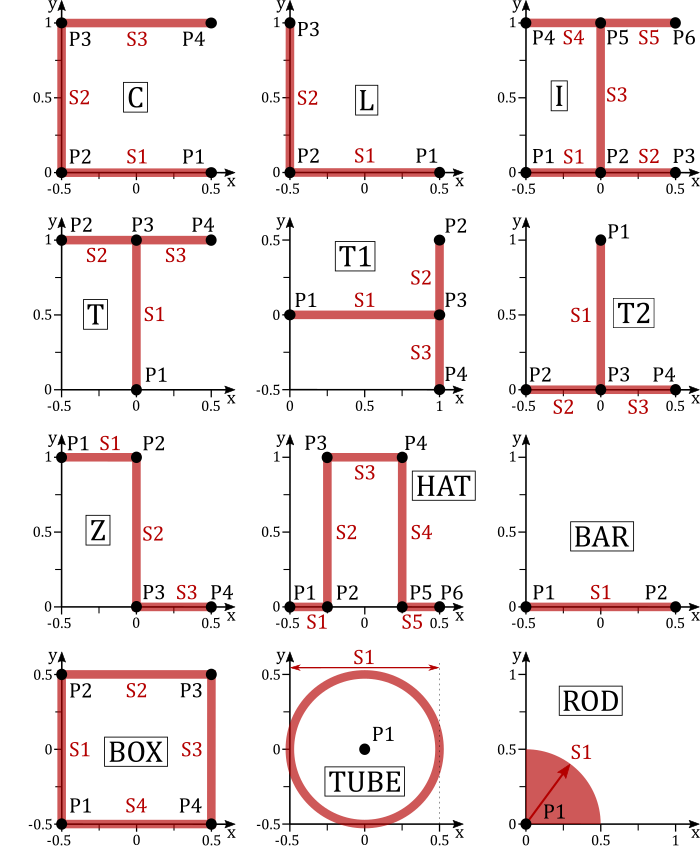 y y y
1 1 1
P3 S3 P4 P3 P4 S4 P5 S5 P6
0.5 S2 C 0.5 S2 L 0.5 I S3
P2 S1 P1 P2 S1 P1 P1 S1 P2 S2 P3
0 0 0
-0.5 0 0.5 x -0.5 0 0.5 x -0.5 0 0.5 x
y P2 P3 P4 y P2 y P1
1 S2 S3 0.5 T1 S2 1
0.5 T S1 0 P1 S1 P3 0.5 S1 T2
P1 S3 P4 P2 P3 P4
0 -0.5 0
-0.5 0 0.5 x 0 0.5 1 x -0.5 S2 0 S3 0.5 x
y P1 S1 P2 y P3 P4 y
1 1 S3 HAT 1
0.5 Z S2 0.5 S2 S4 0.5 BAR
P3 S3 P4 P1 P2 P5 P6 P1 S1 P2
0 0 0
-0.5 0 0.5 x -0.5 S1 0 S5 0.5 x -0.5 0 0.5 x
y y S1 y
0.5 P2 S2 P3 0.5 1 ROD
0 S1 BOX S3 0 P1 0.5 S1
P1 S4 P4 TUBE P1
-0.5 -0.5 0
-0.5 0 0.5 x -0.5 0 0.5 x 0 0.5 1 x